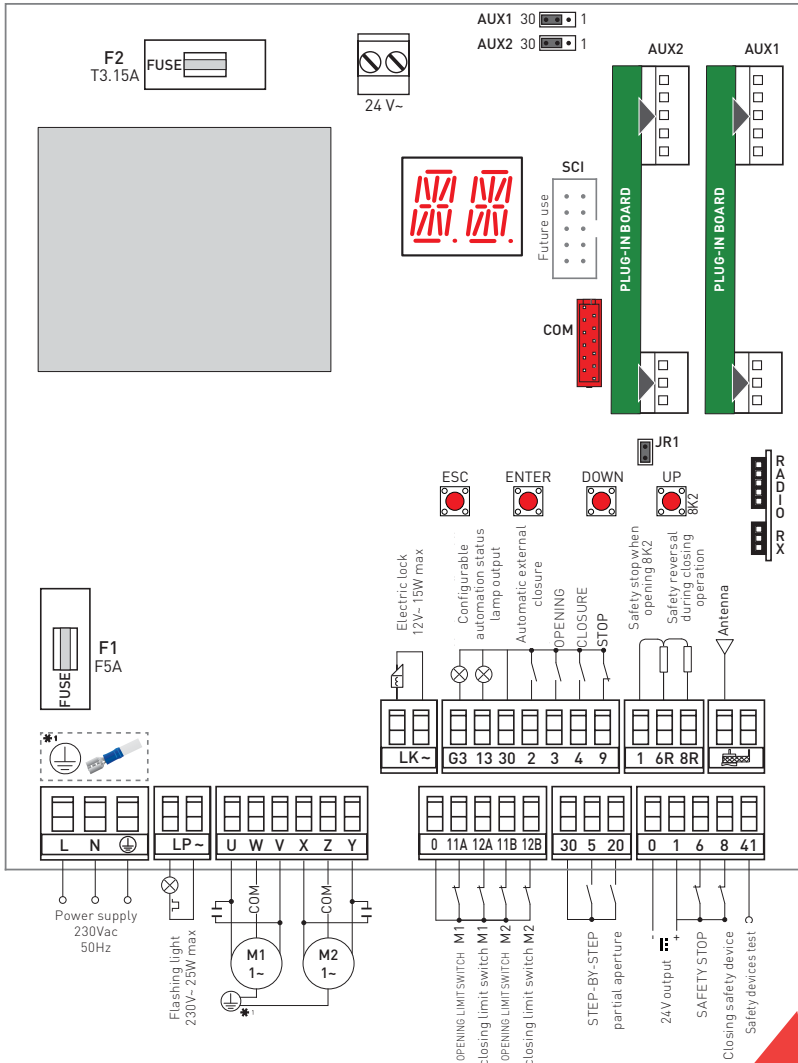 AUX1 30 1
AUX2 30 1
F2
T3.15A
FUSE
24 V~
AUX2
AUX1
SCI
Future use
PLUG-IN BOARD
PLUG-IN BOARD
COM
JR1
ESC
ENTER
DOWN
UP
8K2
RADIO RX
Electric lock
12V~ 15W max
Configurable
automation status
lamp output
Automatic external
closure
OPENING
CLOSURE
STOP
Safety stop when
opening 8K2
Safety reversal
during closing
operation
Antenna
F1
F5A
FUSE
*1
LK~
G3 13 30 2 3 4 9
1 6R 8R
L N
LP~
U W V X Z Y
0 11A 12A 11B 12B
30 5 20
0 1 6 8 41
Power supply
230Vac
50Hz
Flashing light
230V~ 25W max
COM
COM
M1
1~
M2
1~
*1
OPENING LIMIT SWITCH M1
closing limit switch M1
OPENING LIMIT SWITCH M2
closing limit switch M2
STEP-BY-STEP
partial aperture
- +
24V output
SAFETY STOP
Closing safety device
Safety devices test